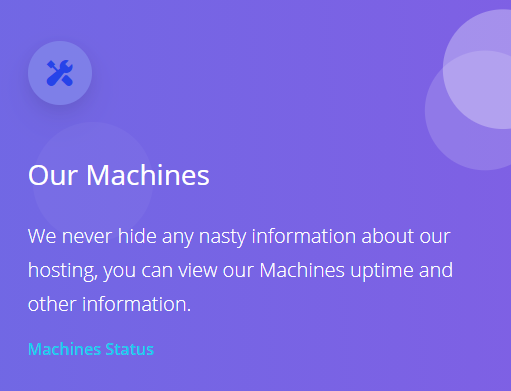 Our Machines
We never hide any nasty information about our
hosting, you can view our Machines uptime and
other information.
Machines Status